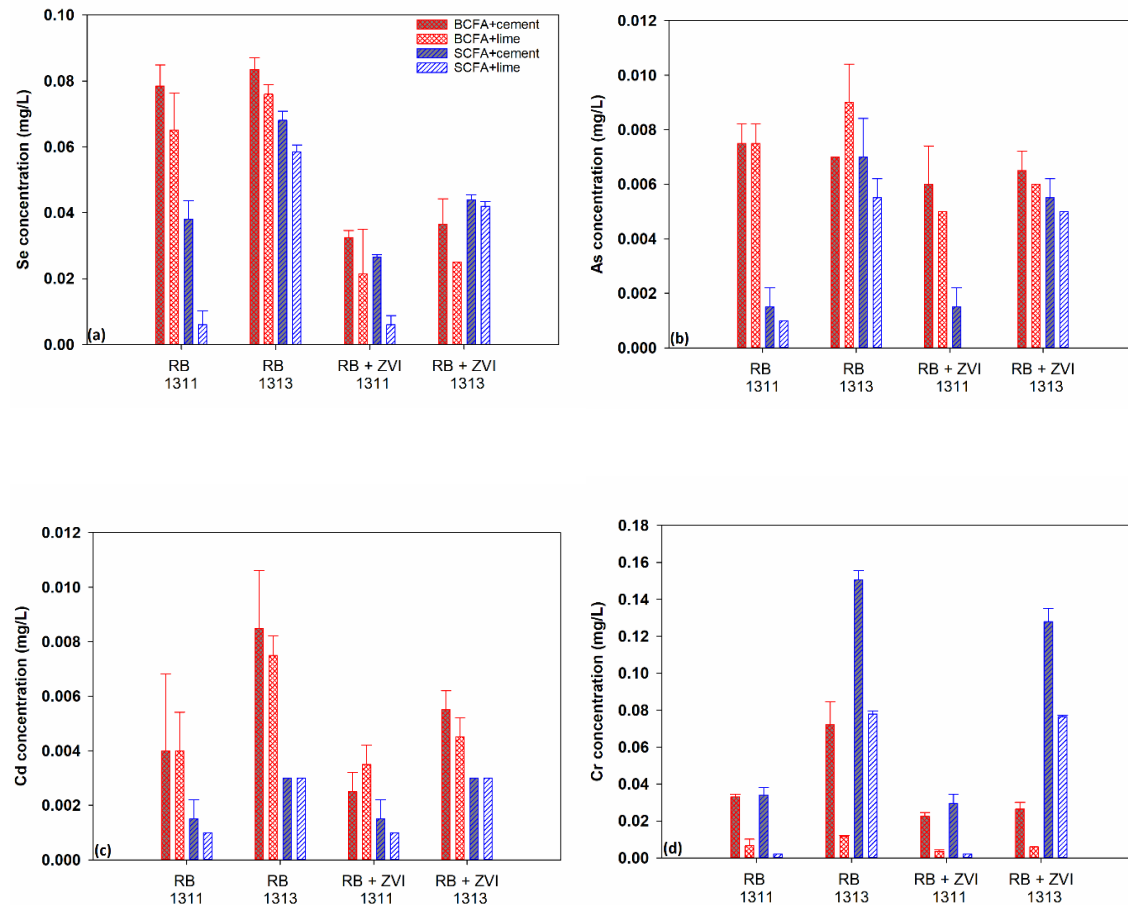 Se concentration (mg/L)
0.10
0.08
0.06
0.04
0.02
0.00
BCFA+cement
BCFA+lime
SCFA+cement
SCFA+lime
(a)
RB RB RB + ZVI RB + ZVI
1311 1313 1311 1313
As concentration (mg/L)
0.012
0.010
0.008
0.006
0.004
0.002
0.000
(b)
RB RB RB + ZVI RB + ZVI
1311 1313 1311 1313
Cd concentration (mg/L)
0.012
0.010
0.008
0.006
0.004
0.002
0.000
(c)
RB RB RB + ZVI RB + ZVI
1311 1313 1311 1313
Cr concentration (mg/L)
0.18
0.16
0.14
0.12
0.10
0.08
0.06
0.04
0.02
0.00
(d)
RB RB RB + ZVI RB + ZVI
1311 1313 1311 1313